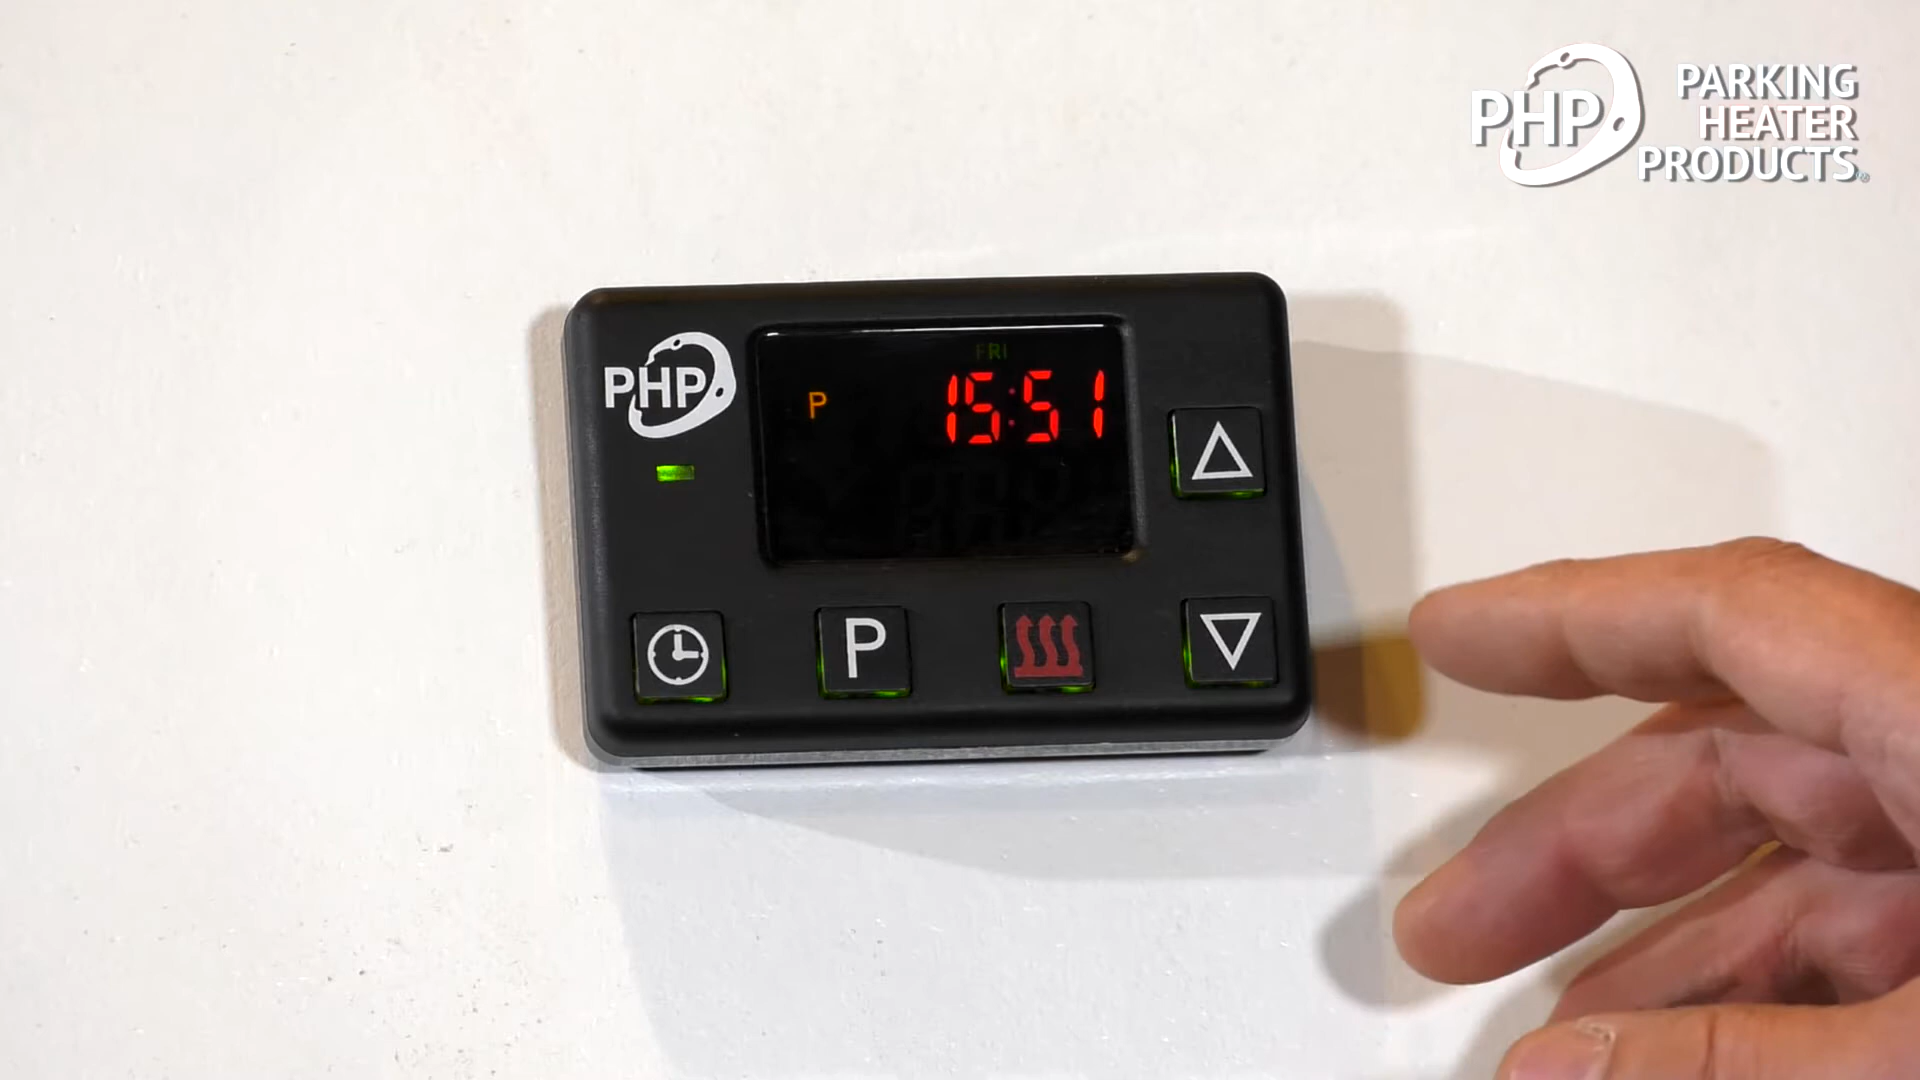 PHP PARKING
HEATER
PRODUCTS®
PHP
FRI
P 15:51
P